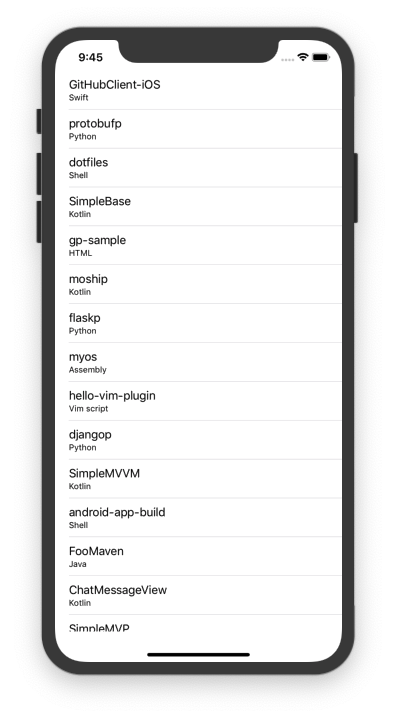 9:45
GitHubClient-iOS
Swift
protobufp
Python
dotfiles
Shell
SimpleBase
Kotlin
gp-sample
HTML
moship
Kotlin
flaskp
Python
myos
Assembly
hello-vim-plugin
Vim script
djangop
Python
SimpleMVVM
Kotlin
android-app-build
Shell
FooMaven
Java
ChatMessageView
Kotlin
SimpleMVP